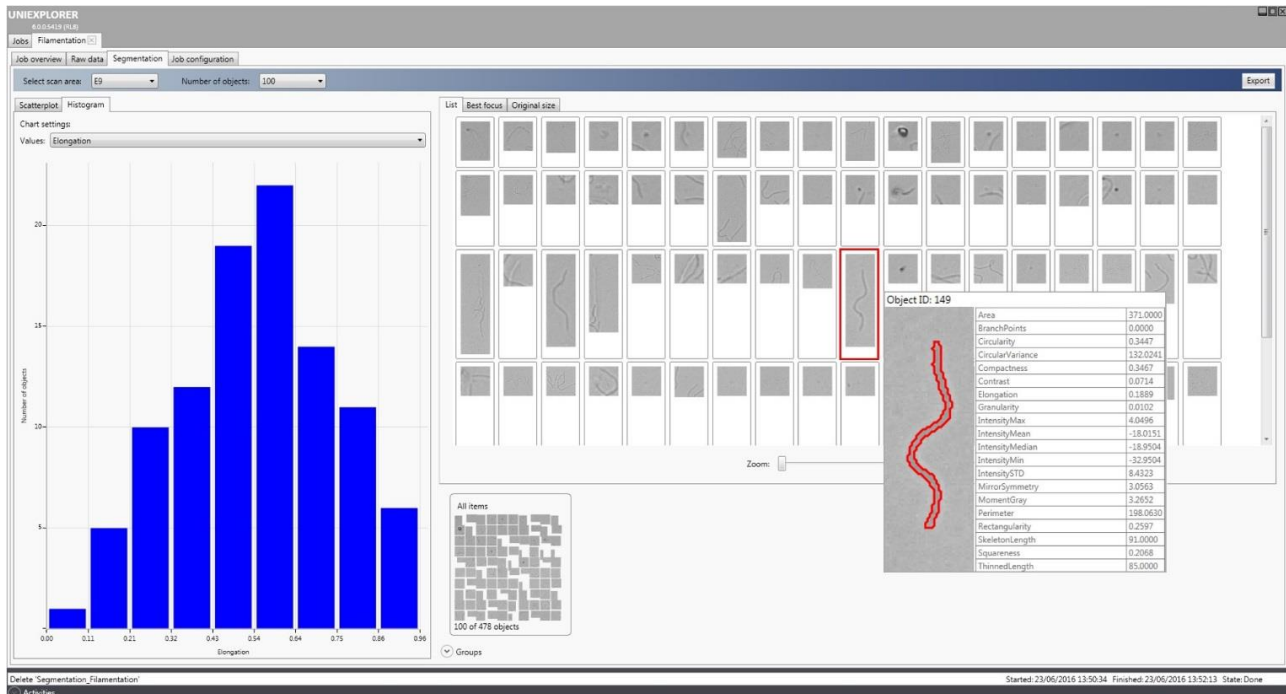 UNIEXPLORER
6.0.0.5419 (RL8)
Jobs Filamentation
Job overview Raw data Segmentation Job configuration
Select scan area: E9 Number of objects: 100 Export
Scatterplot Histogram
Chart settings:
Values: Elongation
20
15
10
5
Number of objects
0.00 0.11 0.21 0.32 0.43 0.54 0.64 0.75 0.86 0.96
Elongation
List Best focus Original size
Object ID: 149
Area 371.0000
BranchPoints 0.0000
Circularity 0.3447
CircularVariance 132.0241
Compactness 0.3467
Contrast 0.0714
Elongation 0.1889
Granularity 0.0102
IntensityMax 4.0496
IntensityMean -18.0151
IntensityMedian -18.9504
IntensityMin -32.9504
IntensitySTD 8.4323
MirrorSymmetry 3.0563
MomentGray 3.2652
Perimeter 198.0630
Rectangularity 0.2597
SkeletonLength 91.0000
Squareness 0.2068
ThinnedLength 85.0000
Zoom:
All items
100 of 478 objects
Groups
Delete 'Segmentation_Filamentation' Started: 23/06/2016 13:50:34 Finished: 23/06/2016 13:52:13 State: Done
Activities